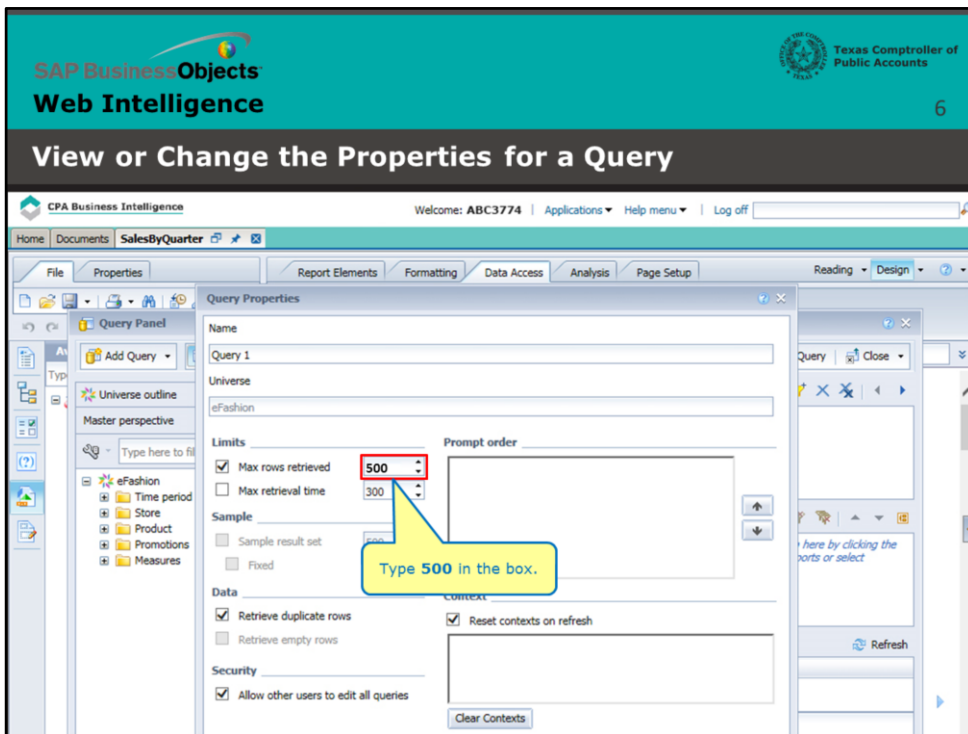 SAP BusinessObjects
Web Intelligence
Texas Comptroller of
Public Accounts
6
View or Change the Properties for a Query
CPA Business Intelligence
Welcome: ABC3774 | Applications Help menu | Log off
Home Documents SalesByQuarter
File Properties Report Elements Formatting Data Access Analysis Page Setup Reading Design
Query Properties
Query Panel
Name
Add Query
Query 1
Query Close
Typ
Universe outline
Universe
eFashion
Master perspective
Type here to fil
Limits Prompt order
Max rows retrieved 500
Max retrieval time 300
eFashion
Time period
Store
Product
Promotions
Measures
Sample
Sample result set
Fixed
Type 500 in the box.
here by clicking the
ports or select
Data Context
Retrieve duplicate rows Reset contexts on refresh
Retrieve empty rows
Refresh
Security
Allow other users to edit all queries
Clear Contexts